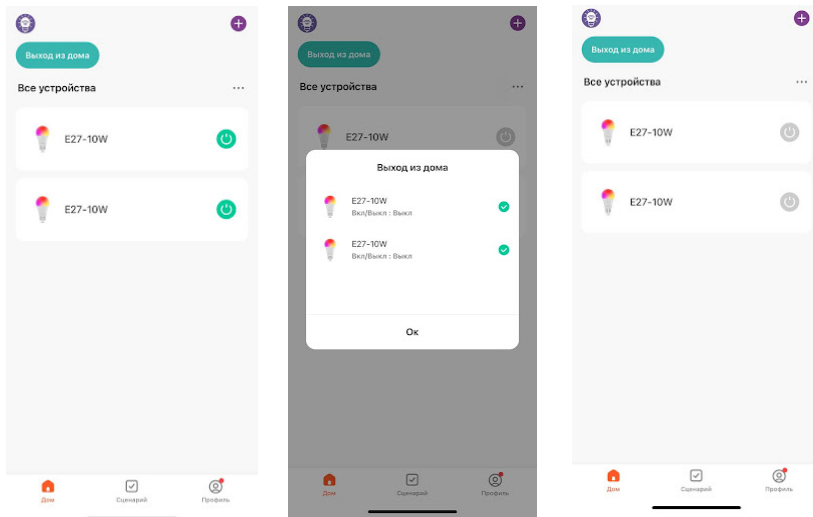 Выход из дома
Все устройства
E27-10W
E27-10W
Дом
Сценарий
Профиль
Выход из дома
Все устройства
E27-10W
Выход из дома
E27-10W
Вкл/Выкл : Выкл
E27-10W
Вкл/Выкл : Выкл
Ок
Дом
Сценарий
Профиль
Выход из дома
Все устройства
E27-10W
E27-10W
Дом
Сценарий
Профиль